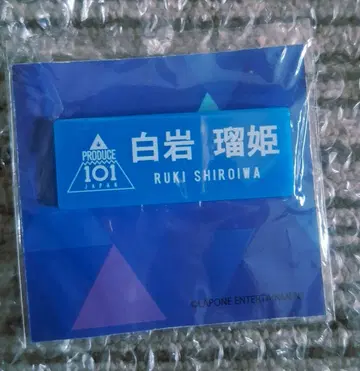 PRODUCE
101
JAPAN
白岩 瑠姫
RUKI SHIROIWA
©LAPONE ENTERTAINMENT